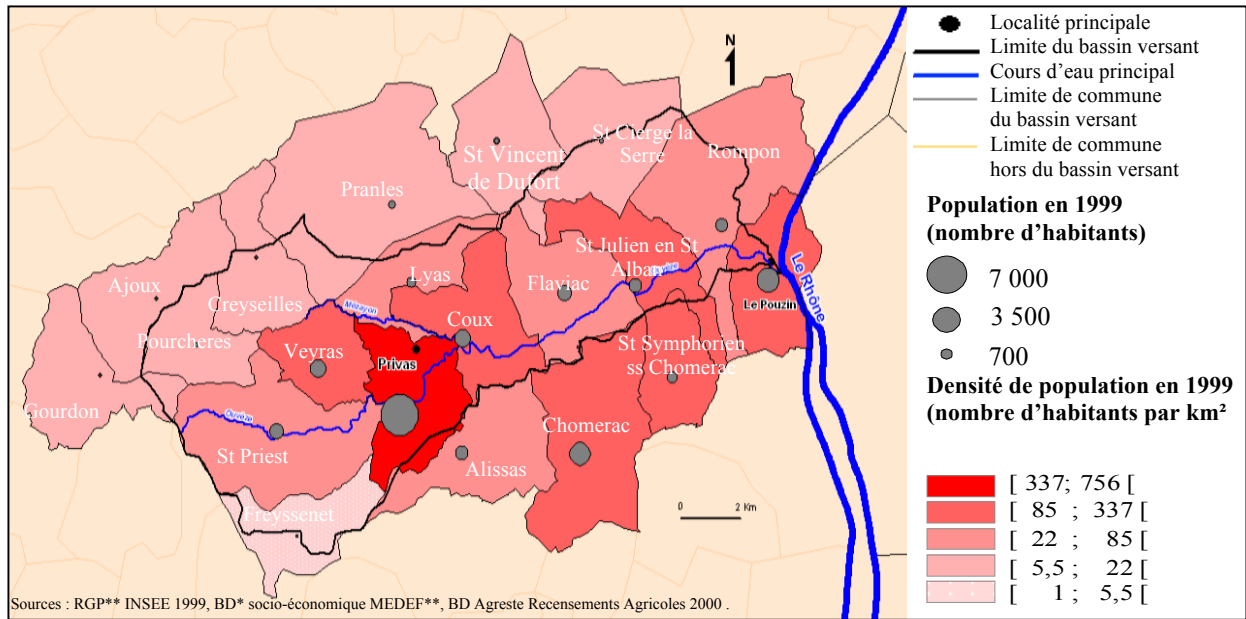 N
St Cierge la
Serre
Rompon
St Vincent
de Dufort
Pranles
St Julien en St
Alban
Ouvèze
Lyas
Flaviac
Ajoux
Creyseilles
Mézayon
Le Pouzin
Le Rhône
Coux
Pourcheres
Veyras
Privas
St Symphorien
ss Chomerac
Gourdon
Ouvèze
Chomerac
St Priest
Alissas
Freyssenet
0 2 Km
Sources : RGP** INSEE 1999, BD* socio-économique MEDEF**, BD Agreste Recensements Agricoles 2000 .
Localité principale
Limite du bassin versant
Cours d'eau principal
Limite de commune
du bassin versant
Limite de commune
hors du bassin versant
Population en 1999
(nombre d'habitants)
7 000
3 500
700
Densité de population en 1999
(nombre d'habitants par km²
[ 337; 756 [
[ 85 ; 337 [
[ 22 ; 85 [
[ 5,5 ; 22 [
[ 1 ; 5,5 [